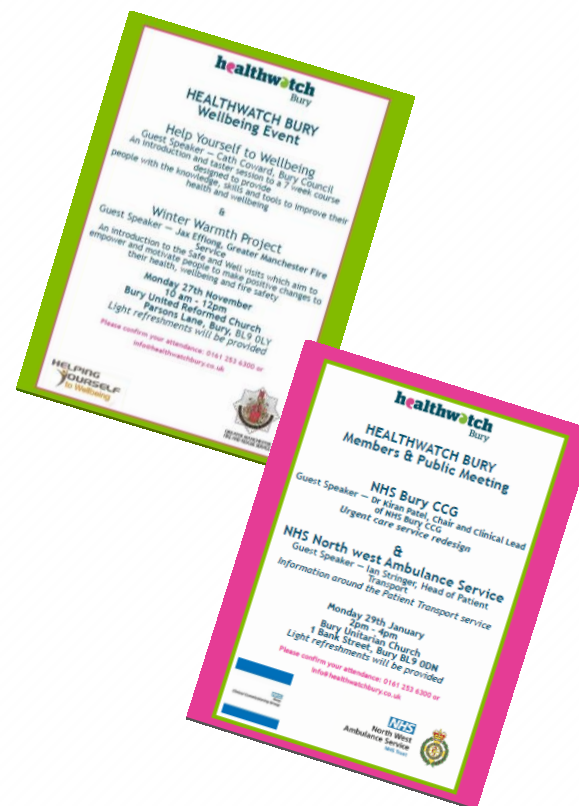 healthwatch
Bury
HEALTHWATCH BURY
Wellbeing Event
Help Yourself to Wellbeing
Guest Speaker – Cath Coward, Bury Council
An introduction and taster session to a 7 week course
designed to provide
people with the knowledge, skills and tools to improve their
health and wellbeing
&
Winter Warmth Project
Guest Speaker – Jax Effiong, Greater Manchester Fire
Service
An introduction to the Safe and Well visits which aim to
empower and motivate people to make positive changes to
their health, wellbeing and fire safety
Monday 27th November
10 am - 12pm
Bury United Reformed Church
Parsons Lane, Bury, BL9 0LY
Light refreshments will be provided
Please confirm your attendance: 0161 253 6300 or
info@healthwatchbury.co.uk
HELPING
YOURSELF
to Wellbeing
healthwatch
Bury
HEALTHWATCH BURY
Members & Public Meeting
NHS Bury CCG
Guest Speaker – Dr Kiran Patel, Chair and Clinical Lead
of NHS Bury CCG
Urgent care service redesign
&
NHS North west Ambulance Service
Guest Speaker – Ian Stringer, Head of Patient
Transport
Information around the Patient Transport service
Monday 29th January
2pm - 4pm
Bury Unitarian Church
1 Bank Street, Bury BL9 0DN
Light refreshments will be provided
Please confirm your attendance: 0161 253 6300 or
info@healthwatchbury.co.uk
NHS
North West
Ambulance Service
NHS Trust